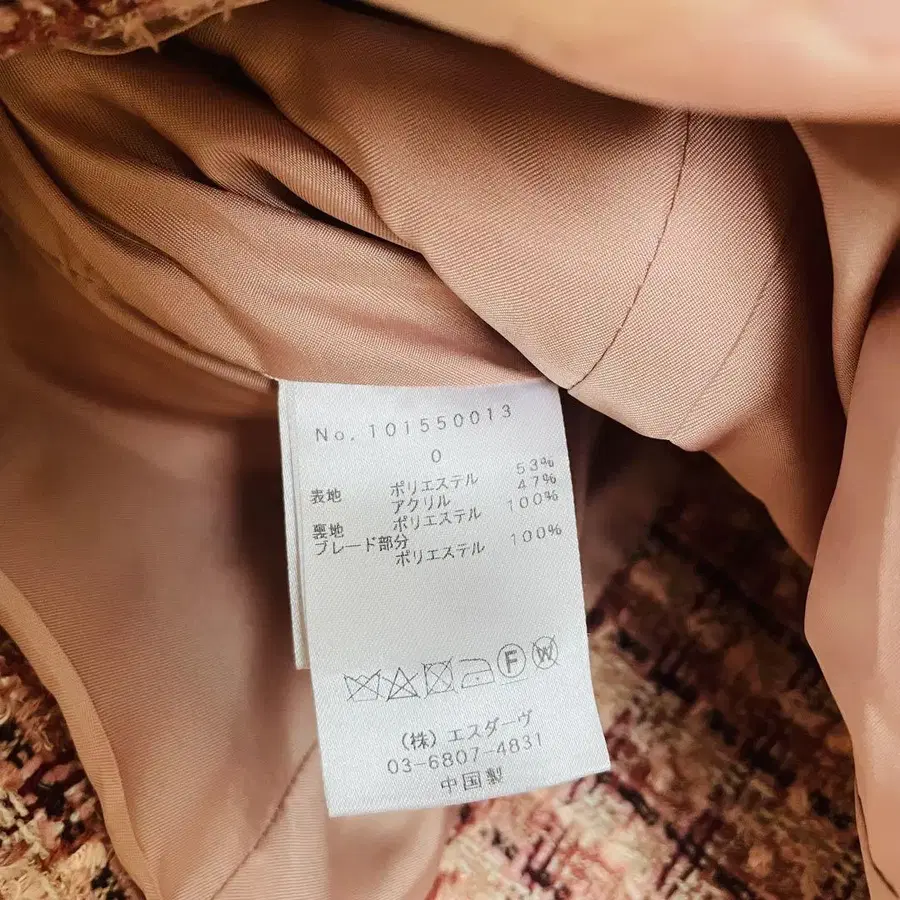 No. 101550013
0
表地 ポリエステル 53%
アクリル 47%
裏地 ポリエステル 100%
ブレード部分
ポリエステル 100%
F W
（株）エスダーヴ
03-6807-4831
中国製